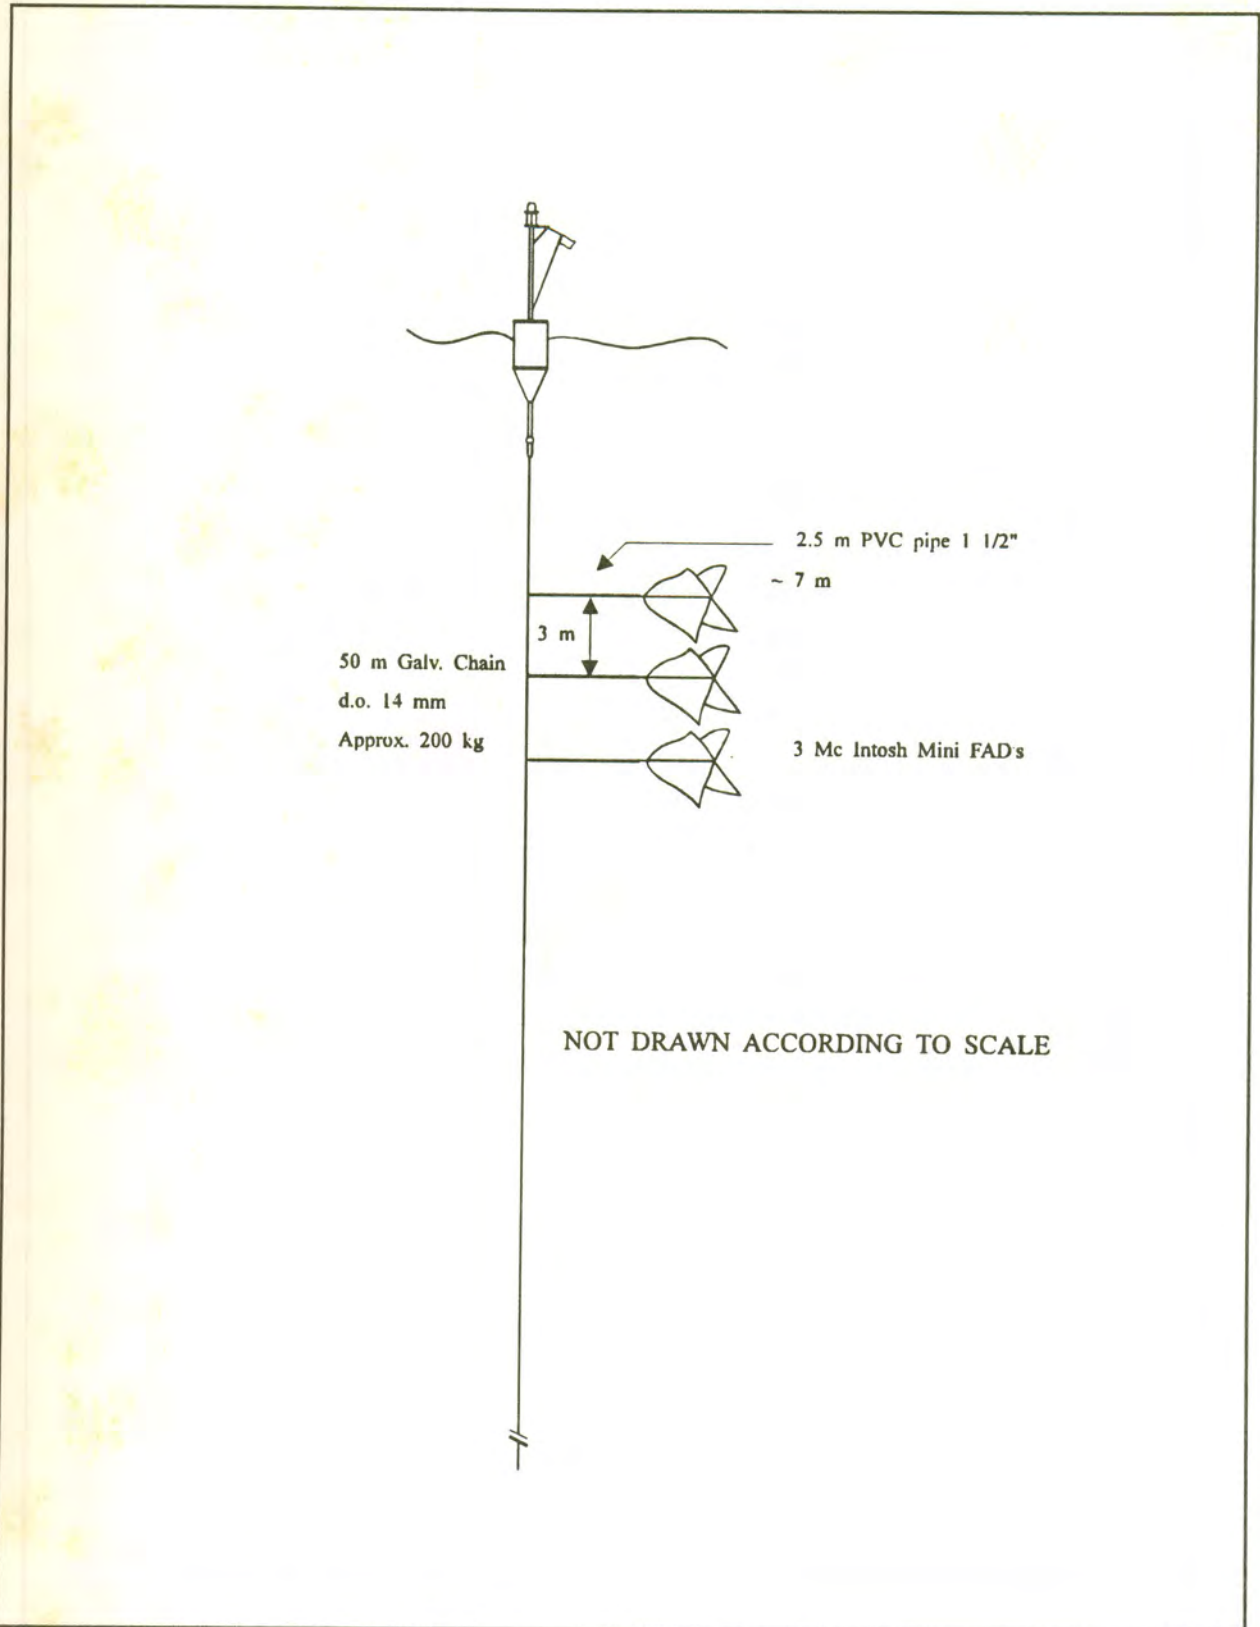 2.5 m PVC pipe 1 1/2"
~ 7 m
3 m
50 m Galv. Chain
d.o. 14 mm
Approx. 200 kg
3 Mc Intosh Mini FADs
NOT DRAWN ACCORDING TO SCALE